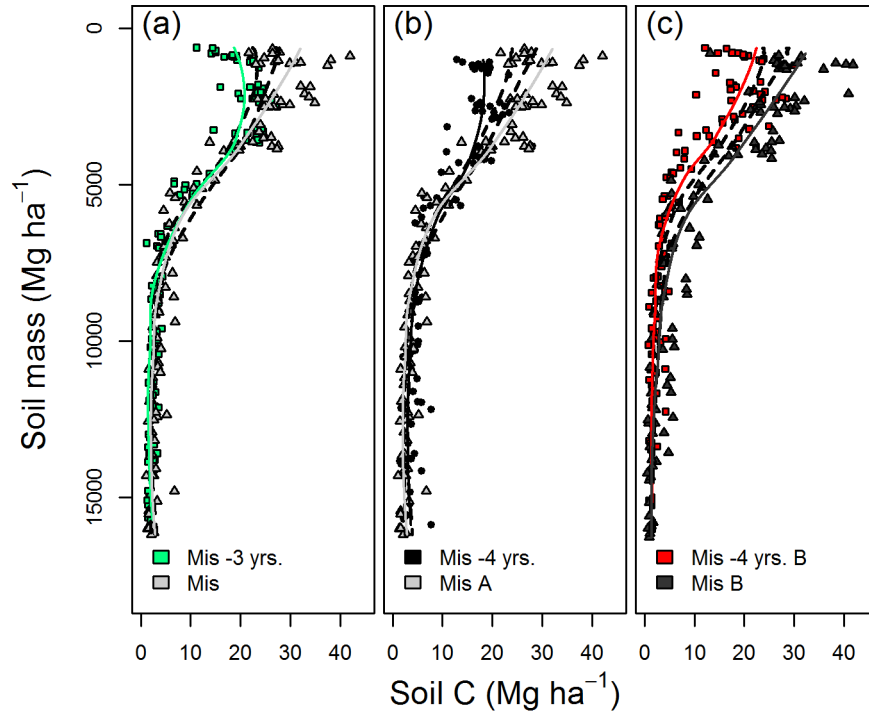 (a)
(b)
(c)
0
5000
10000
15000
Soil mass (Mg ha⁻¹)
Mis -3 yrs.
Mis
Mis -4 yrs.
Mis A
Mis -4 yrs. B
Mis B
0 10 20 30 40
0 10 20 30 40
0 10 20 30 40
Soil C (Mg ha⁻¹)